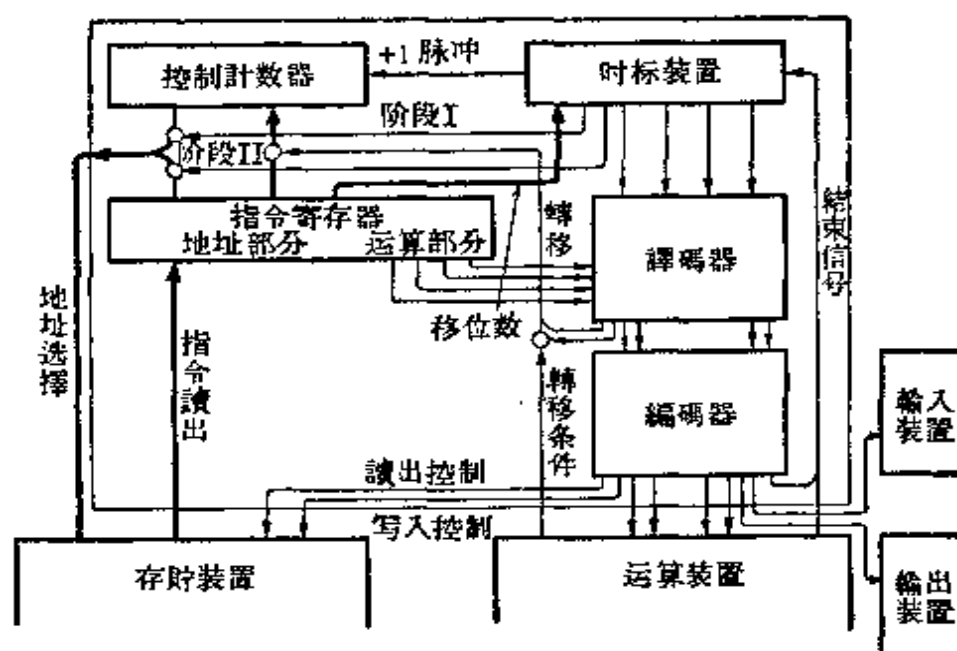 控制計数器
+1 脉冲
时标装置
阶段I
阶段II
指令寄存器
地址部分
运算部分
轉移
譯碼器
結束信号
地址选擇
指令讀出
移位数
轉移条件
編碼器
輸入
装置
讀出控制
写入控制
存貯装置
运算装置
輸出
装置